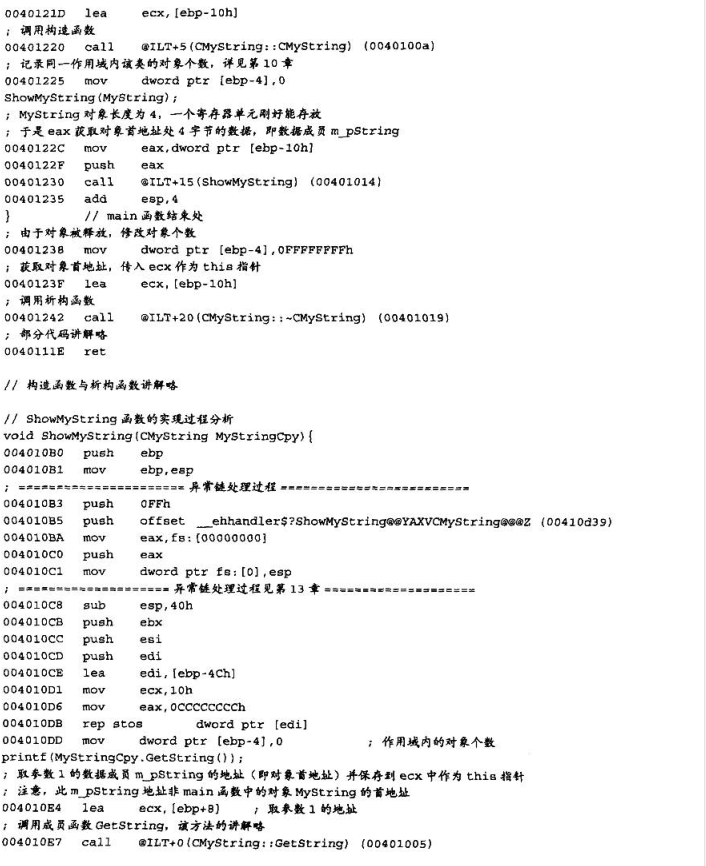 0040121D lea ecx,[ebp-10h]
; 调用构造函数
00401220 call @ILT+5(CMyString::CMyString) (0040100a)
; 记录同一作用域内该类的对象个数，详见第 10 章
00401225 mov dword ptr [ebp-4],0
ShowMyString(MyString);
; MyString 对象长度为 4，一个寄存器单元刚好能存放
; 于是 eax 获取对象首地址处 4 字节的数据，即数据成员 m_pString
0040122C mov eax,dword ptr [ebp-10h]
0040122F push eax
00401230 call @ILT+15(ShowMyString) (00401014)
00401235 add esp,4
} // main 函数结束处
; 由于对象被释放，修改对象个数
00401238 mov dword ptr [ebp-4],0FFFFFFFFh
; 获取对象首地址，传入 ecx 作为 this 指针
0040123F lea ecx,[ebp-10h]
; 调用析构函数
00401242 call @ILT+20(CMyString::~CMyString) (00401019)
; 部分代码讲解略
0040111E ret
// 构造函数与析构函数讲解略
// ShowMyString 函数的实现过程分析
void ShowMyString(CMyString MyStringCpy){
004010B0 push ebp
004010B1 mov ebp,esp
; ====================== 异常链处理过程 =========================
004010B3 push 0FFh
004010B5 push offset __ehhandler$?ShowMyString@@YAXVCMyString@@@Z (00410d39)
004010BA mov eax,fs:[00000000]
004010C0 push eax
004010C1 mov dword ptr fs:[0],esp
; ==================== 异常链处理过程见第 13 章 ====================
004010C8 sub esp,40h
004010CB push ebx
004010CC push esi
004010CD push edi
004010CE lea edi,[ebp-4Ch]
004010D1 mov ecx,10h
004010D6 mov eax,0CCCCCCCCh
004010DB rep stos dword ptr [edi]
004010DD mov dword ptr [ebp-4],0 ; 作用域内的对象个数
printf(MyStringCpy.GetString());
; 取参数 1 的数据成员 m_pString 的地址（即对象首地址）并保存到 ecx 中作为 this 指针
; 注意，此 m_pString 地址非 main 函数中的对象 MyString 的首地址
004010E4 lea ecx,[ebp+8] ; 取参数 1 的地址
; 调用成员函数 GetString，该方法的讲解略
004010E7 call @ILT+0(CMyString::GetString) (00401005)